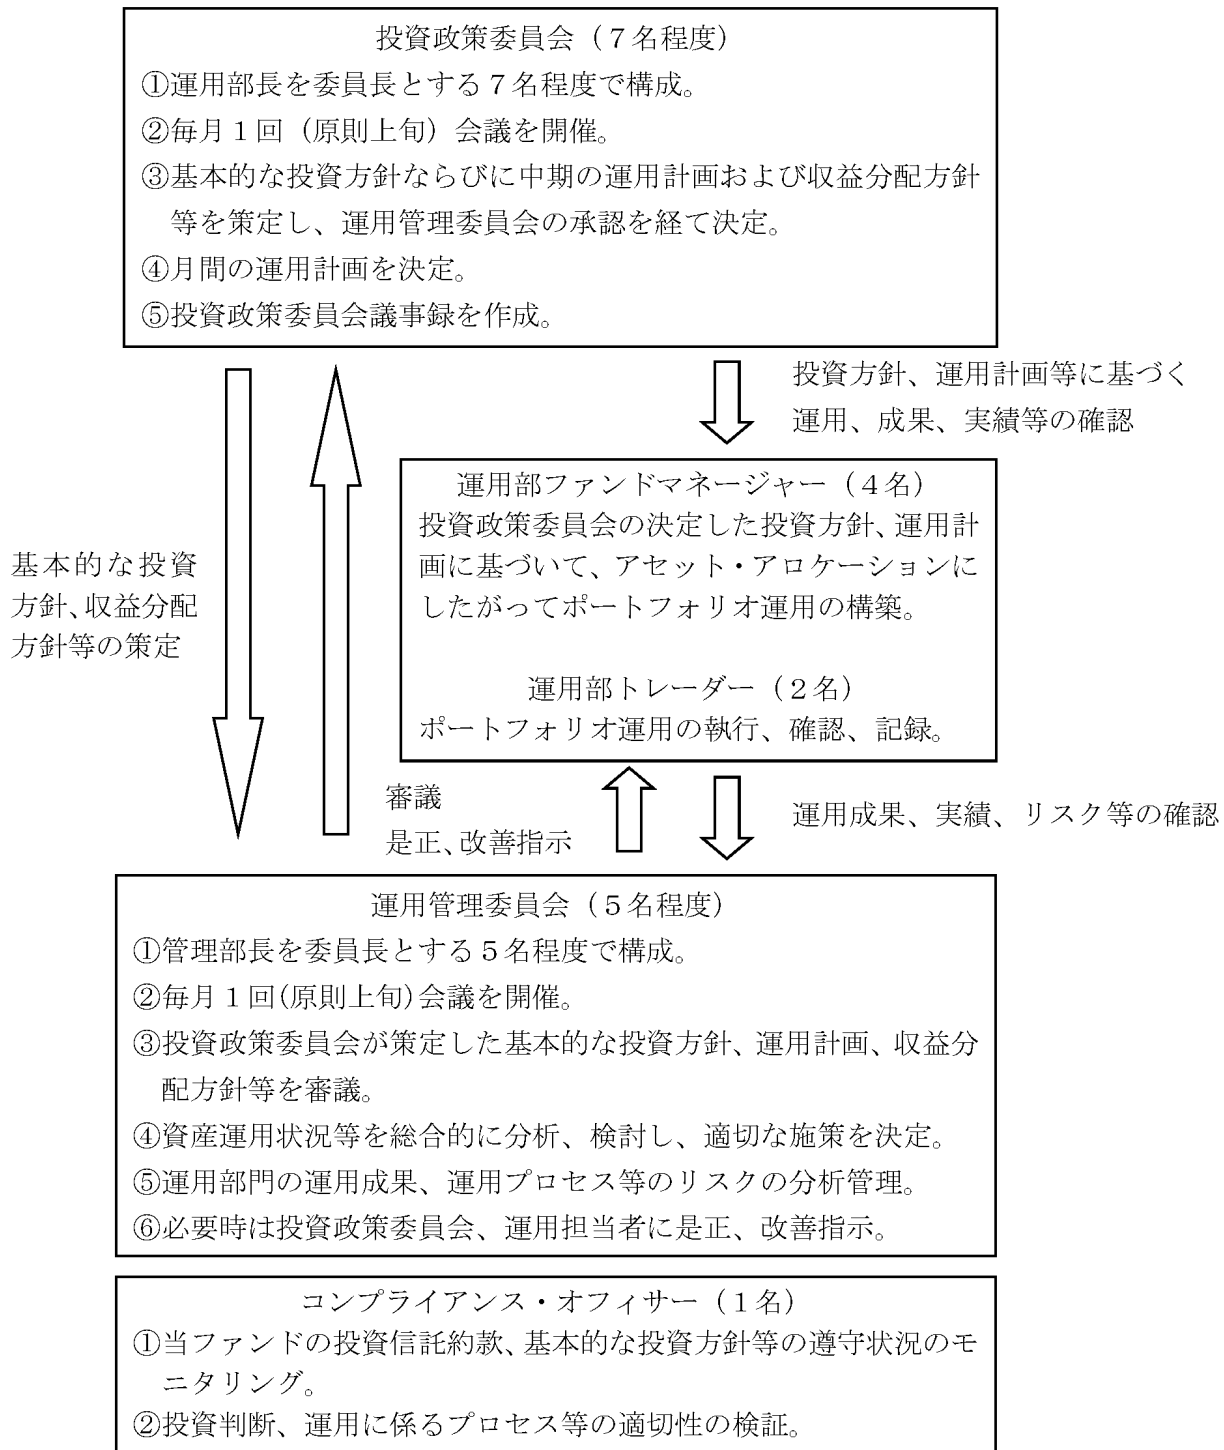 投資政策委員会（７名程度）
①運用部長を委員長とする７名程度で構成。
②毎月１回（原則上旬）会議を開催。
③基本的な投資方針ならびに中期の運用計画および収益分配方針
等を策定し、運用管理委員会の承認を経て決定。
④月間の運用計画を決定。
⑤投資政策委員会議事録を作成。
投資方針、運用計画等に基づく
運用、成果、実績等の確認
運用部ファンドマネージャー（４名）
投資政策委員会の決定した投資方針、運用計
画に基づいて、アセット・アロケーションに
したがってポートフォリオ運用の構築。
運用部トレーダー（２名）
ポートフォリオ運用の執行、確認、記録。
基本的な投資
方針、収益分配
方針等の策定
審議
是正、改善指示
運用成果、実績、リスク等の確認
運用管理委員会（５名程度）
①管理部長を委員長とする５名程度で構成。
②毎月１回(原則上旬)会議を開催。
③投資政策委員会が策定した基本的な投資方針、運用計画、収益分
配方針等を審議。
④資産運用状況等を総合的に分析、検討し、適切な施策を決定。
⑤運用部門の運用成果、運用プロセス等のリスクの分析管理。
⑥必要時は投資政策委員会、運用担当者に是正、改善指示。
コンプライアンス・オフィサー（１名）
①当ファンドの投資信託約款、基本的な投資方針等の遵守状況のモ
ニタリング。
②投資判断、運用に係るプロセス等の適切性の検証。